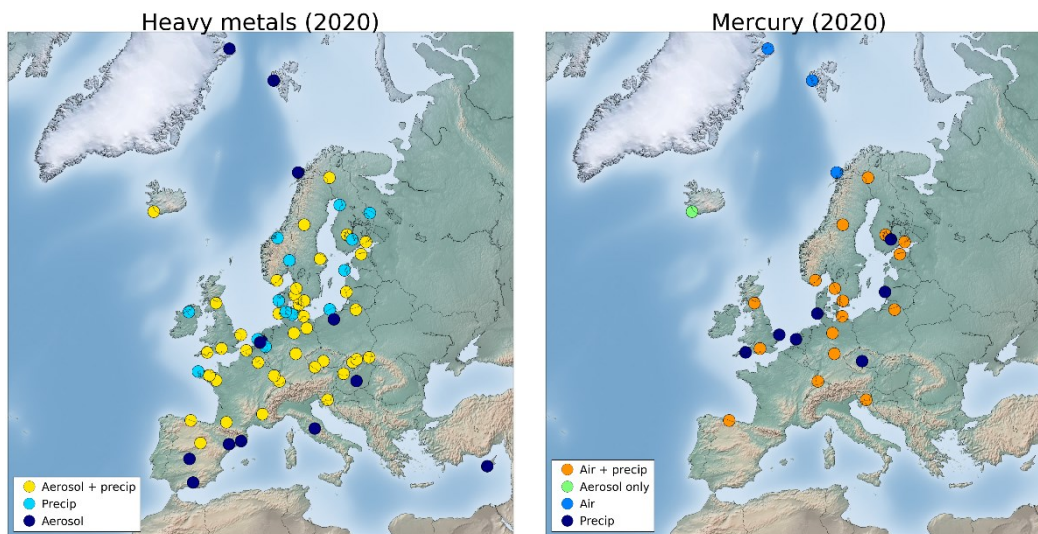 Heavy metals (2020)
Aerosol + precip
Precip
Aerosol
Mercury (2020)
Air + precip
Aerosol only
Air
Precip